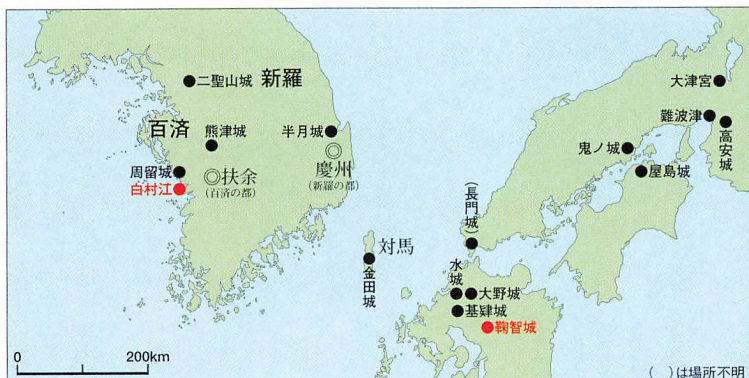 二聖山城
新羅
百済
熊津城
半月城
慶州
(新羅の都)
周留城
扶余
(百済の都)
白村江
対馬
金田城
(長門城)
水城
大野城
基肄城
鞠智城
大津宮
難波津
高安城
鬼ノ城
屋島城
0
200km
( )は場所不明